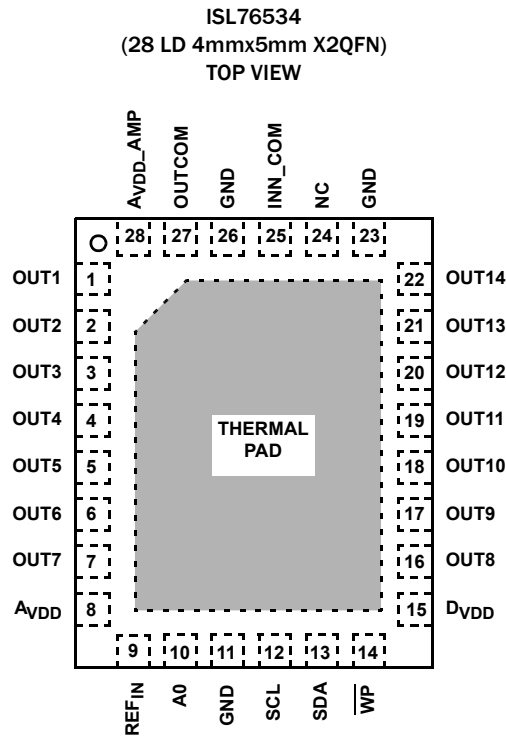 ISL76534
(28 LD 4mmx5mm X2QFN)
TOP VIEW
AVDD_AMP
OUTCOM
GND
INN_COM
NC
GND
28 27 26 25 24 23
OUT1 1
OUT2 2
OUT3 3
OUT4 4
OUT5 5
OUT6 6
OUT7 7
AVDD 8
THERMAL
PAD
22 OUT14
21 OUT13
20 OUT12
19 OUT11
18 OUT10
17 OUT9
16 OUT8
15 DVDD
9 10 11 12 13 14
REFIN
A0
GND
SCL
SDA
WP